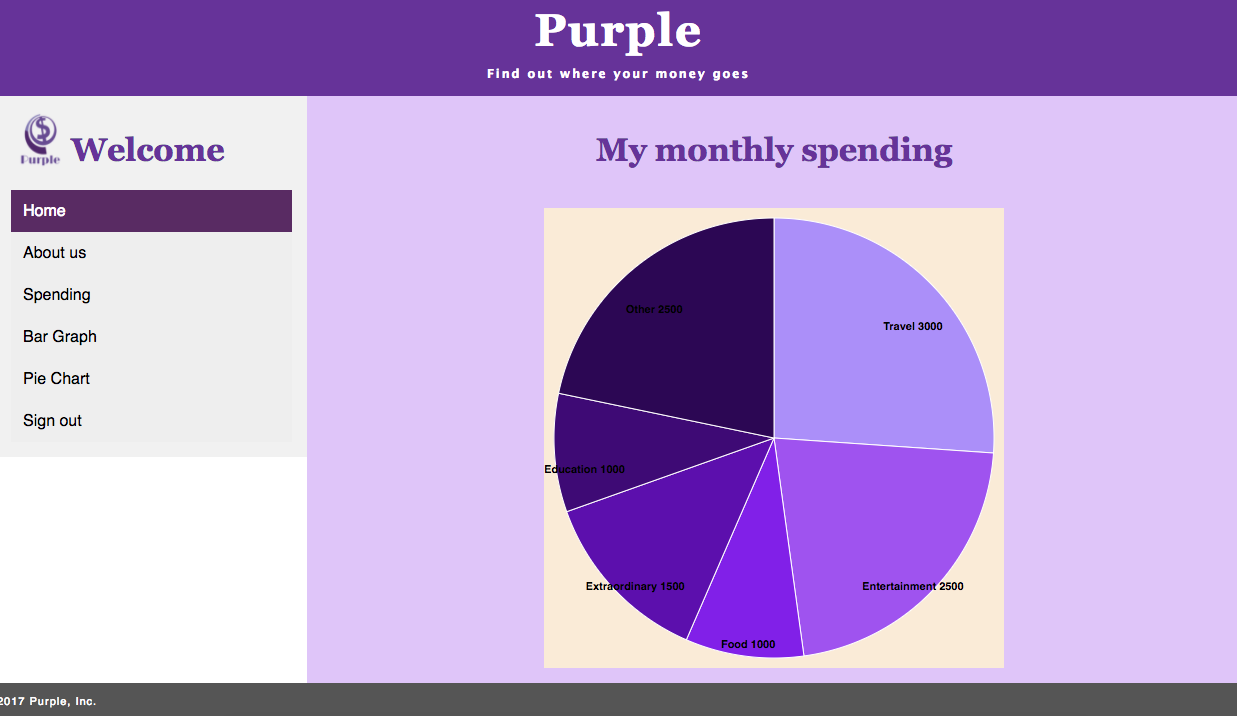 Purple
Find out where your money goes
Purple
Welcome
Home
About us
Spending
Bar Graph
Pie Chart
Sign out
My monthly spending
Other 2500
Travel 3000
Education 1000
Extraordinary 1500
Entertainment 2500
Food 1000
2017 Purple, Inc.